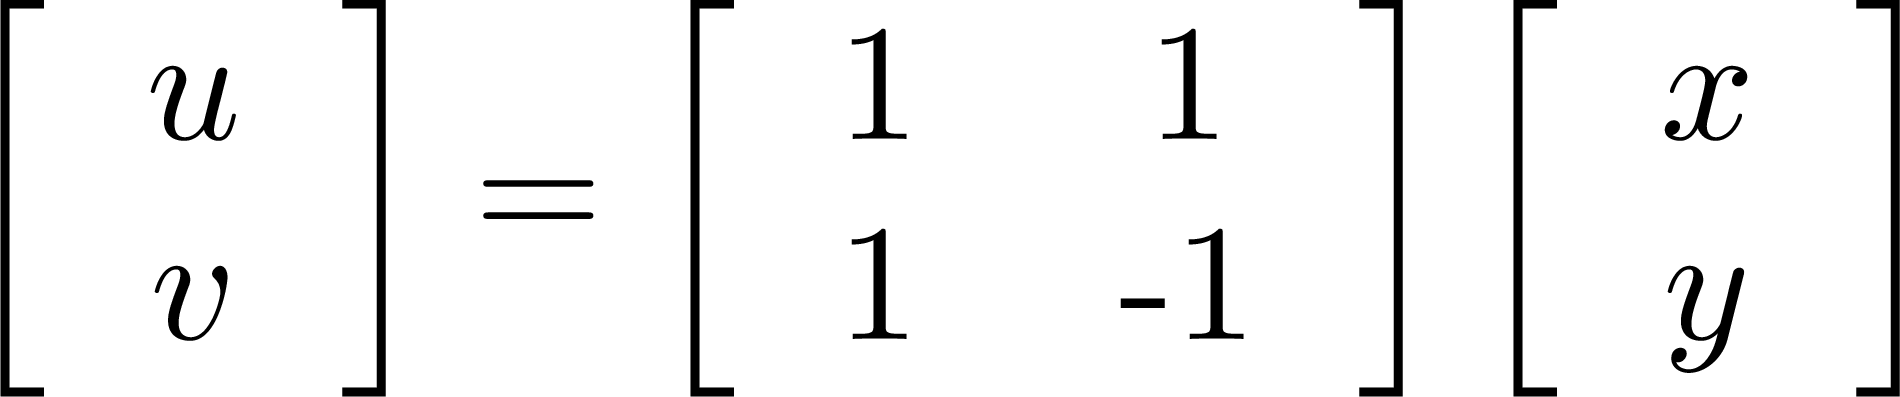 [ u ] = [ 1 1 ] [ x ]
[ v ]   [ 1 -1 ] [ y ]